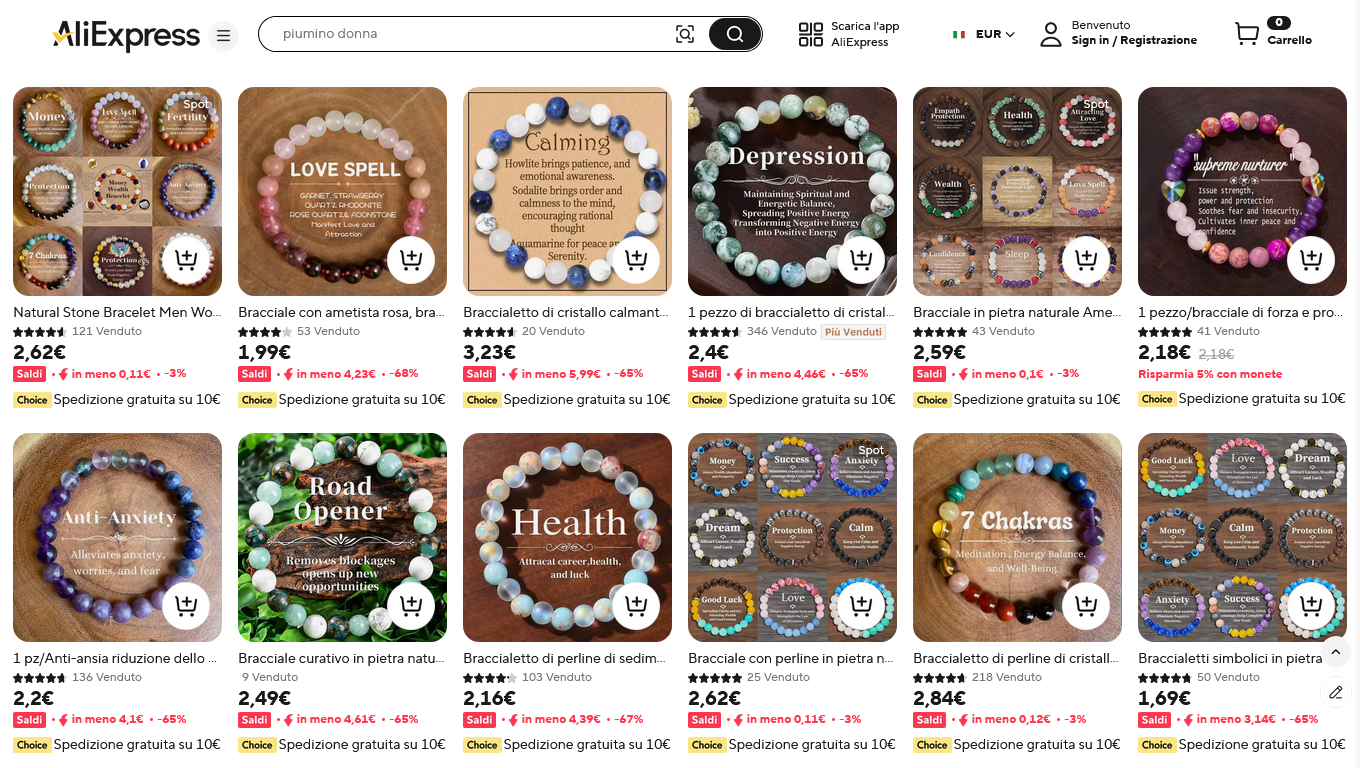 AliExpress
piumino donna
Scarica l'app
AliExpress
EUR
Benvenuto
Sign in / Registrazione
0
Carrello
Spot
Money
Love Spell
Fertility
Protection
Money
Wealth
Bracelet
Anti-Anxiety
7 Chakras
Protection
LOVE SPELL
GARNET, STRAWBERRY
QUARTZ, RHODONITE
ROSE QUARTZ & MOONSTONE
Manifest Love and
Attraction
Calming
Howlite brings patience, and
emotional awareness.
Sodalite brings order and
calmness to the mind,
encouraging rational
thought
Aquamarine for peace an
Serenity.
Depression
Maintaining Spiritual and
Energetic Balance,
Spreading Positive Energy
Transforming Negative Energy
into Positive Energy
Spot
Empath
Protection
Health
Attracting
Love
Wealth
Love Spell
Confidence
Sleep
"supreme nurturer"
Issue strength,
power and protection
Soothes fear and insecurity,
Cultivates inner peace and
confidence
Natural Stone Bracelet Men Wo...
121 Venduto
2,62€
Saldi • in meno 0,11€ • -3%
Choice Spedizione gratuita su 10€
Bracciale con ametista rosa, bra...
53 Venduto
1,99€
Saldi • in meno 4,23€ • -68%
Choice Spedizione gratuita su 10€
Braccialetto di cristallo calmant...
20 Venduto
3,23€
Saldi • in meno 5,99€ • -65%
Choice Spedizione gratuita su 10€
1 pezzo di braccialetto di cristal...
346 Venduto Più Venduti
2,4€
Saldi • in meno 4,46€ • -65%
Choice Spedizione gratuita su 10€
Bracciale in pietra naturale Ame...
43 Venduto
2,59€
Saldi • in meno 0,1€ • -3%
Choice Spedizione gratuita su 10€
1 pezzo/bracciale di forza e pro...
41 Venduto
2,18€ 2,18€
Risparmia 5% con monete
Choice Spedizione gratuita su 10€
Anti-Anxiety
Alleviates anxiety,
worries, and fear
Road
Opener
Removes blockages
opens up new
opportunities
Health
Attracat career,health,
and luck
Spot
Money
Success
Anxiety
Dream
Protection
Calm
Good Luck
Love
7 Chakras
Meditation , Energy Balance,
and Well-Being
Good Luck
Love
Dream
Money
Calm
Protection
Anxiety
Success
1 pz/Anti-ansia riduzione dello ...
136 Venduto
2,2€
Saldi • in meno 4,1€ • -65%
Choice Spedizione gratuita su 10€
Bracciale curativo in pietra natu...
9 Venduto
2,49€
Saldi • in meno 4,61€ • -65%
Choice Spedizione gratuita su 10€
Braccialetto di perline di sedim...
103 Venduto
2,16€
Saldi • in meno 4,39€ • -67%
Choice Spedizione gratuita su 10€
Bracciale con perline in pietra n...
25 Venduto
2,62€
Saldi • in meno 0,11€ • -3%
Choice Spedizione gratuita su 10€
Braccialetto di perline di cristall...
218 Venduto
2,84€
Saldi • in meno 0,12€ • -3%
Choice Spedizione gratuita su 10€
Braccialetti simbolici in pietra
50 Venduto
1,69€
Saldi • in meno 3,14€ • -65%
Choice Spedizione gratuita su 10€